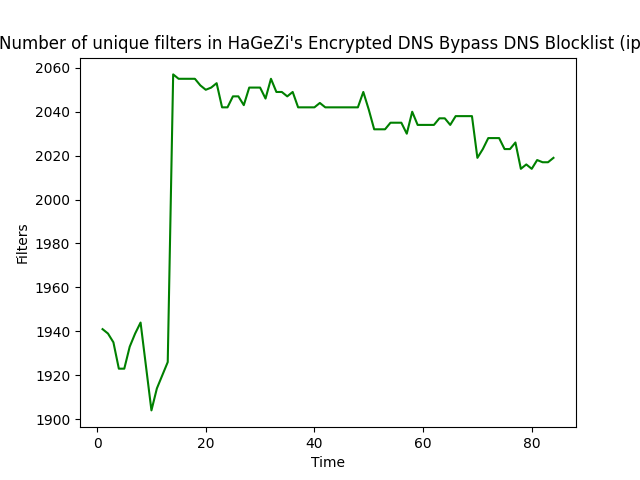 Number of unique filters in HaGeZi's Encrypted DNS Bypass DNS Blocklist (ip
2060
2040
2020
2000
1980
1960
1940
1920
1900
Filters
0 20 40 60 80
Time